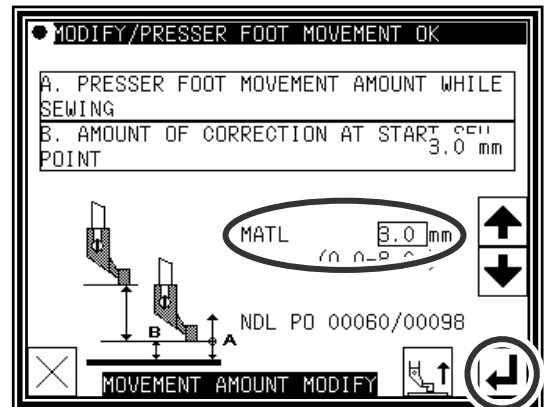 MODIFY/PRESSER FOOT MOVEMENT OK
A. PRESSER FOOT MOVEMENT AMOUNT WHILE
SEWING
B. AMOUNT OF CORRECTION AT START SEW
POINT 3.0 mm
MATL 3.0 mm
B
A
NDL PO 00060/00098
MOVEMENT AMOUNT MODIFY